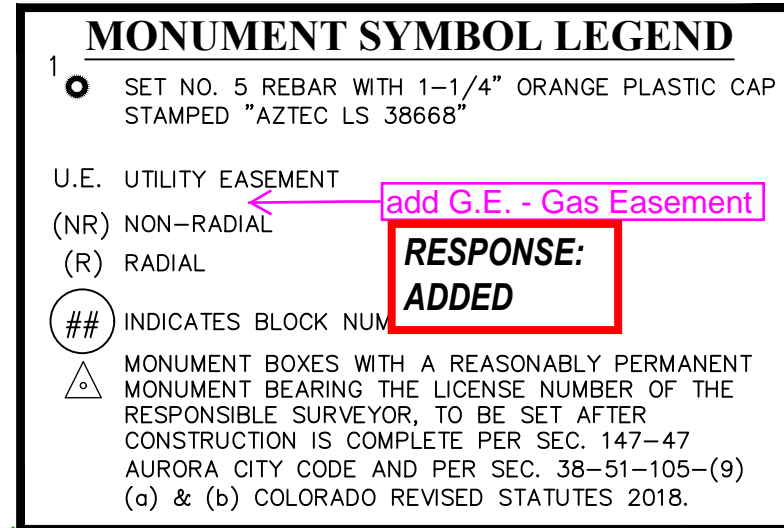 MONUMENT SYMBOL LEGEND
1
SET NO. 5 REBAR WITH 1-1/4" ORANGE PLASTIC CAP
STAMPED "AZTEC LS 38668"
U.E. UTILITY EASEMENT
add G.E. - Gas Easement
(NR) NON-RADIAL
(R) RADIAL
RESPONSE:
ADDED
## INDICATES BLOCK
MONUMENT BOXES WITH A REASONABLY PERMANENT
MONUMENT BEARING THE LICENSE NUMBER OF THE
RESPONSIBLE SURVEYOR, TO BE SET AFTER
CONSTRUCTION IS COMPLETE PER SEC. 147-47
AURORA CITY CODE AND PER SEC. 38-51-105-(9)
(a) & (b) COLORADO REVISED STATUTES 2018.